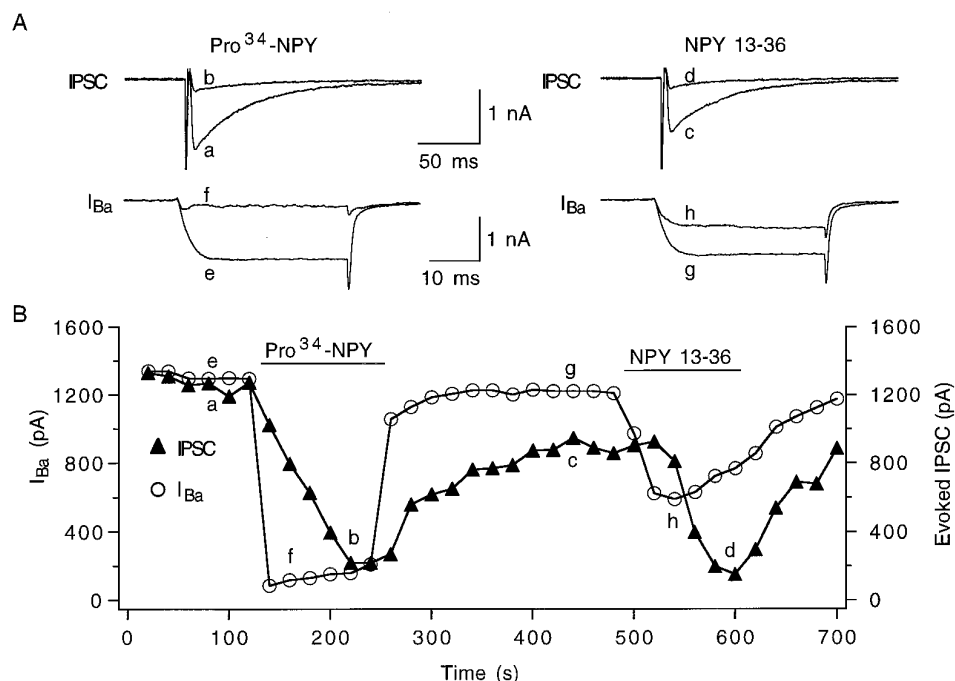 A
Pro³⁴-NPY
NPY 13-36
IPSC
b
a
1 nA
50 ms
IPSC
d
c
I_Ba
f
e
1 nA
10 ms
I_Ba
h
g
B
1600
1200
800
400
0
I_Ba (pA)
Pro³⁴-NPY
NPY 13-36
e
a
IPSC
I_Ba
f
b
g
c
h
d
1600
1200
800
400
0
Evoked IPSC (pA)
0 100 200 300 400 500 600 700
Time (s)